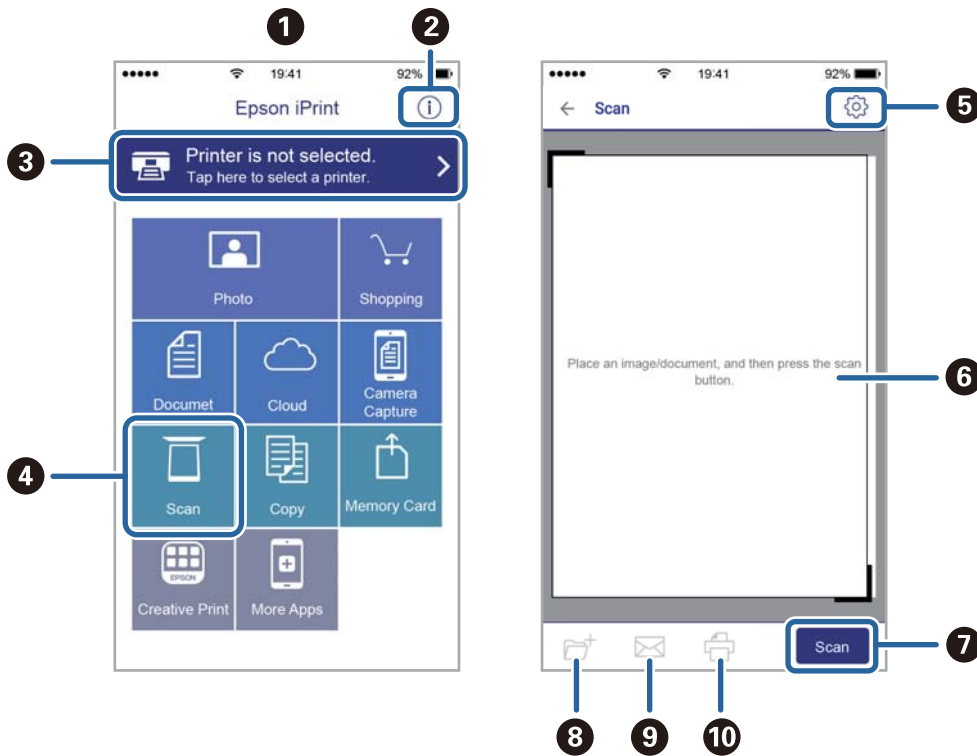 1
2
19:41
92%
Epson iPrint
3
Printer is not selected.
Tap here to select a printer.
Photo
Shopping
Documet
Cloud
Camera
Capture
4
Scan
Copy
Memory Card
EPSON
Creative Print
More Apps
19:41
92%
Scan
5
Place an image/document, and then press the scan
button.
6
Scan
7
8
9
10